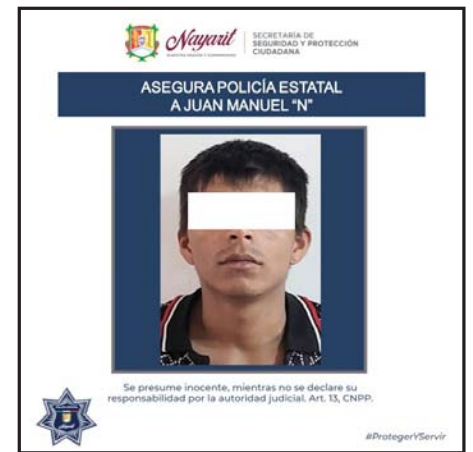 Nayarit
SECRETARÍA DE
SEGURIDAD Y PROTECCIÓN
CIUDADANA
ASEGURA POLICÍA ESTATAL
A JUAN MANUEL “N”
Se presume inocente, mientras no se declare su
responsabilidad por la autoridad judicial. Art. 13, CNPP.
#ProtegerYServir